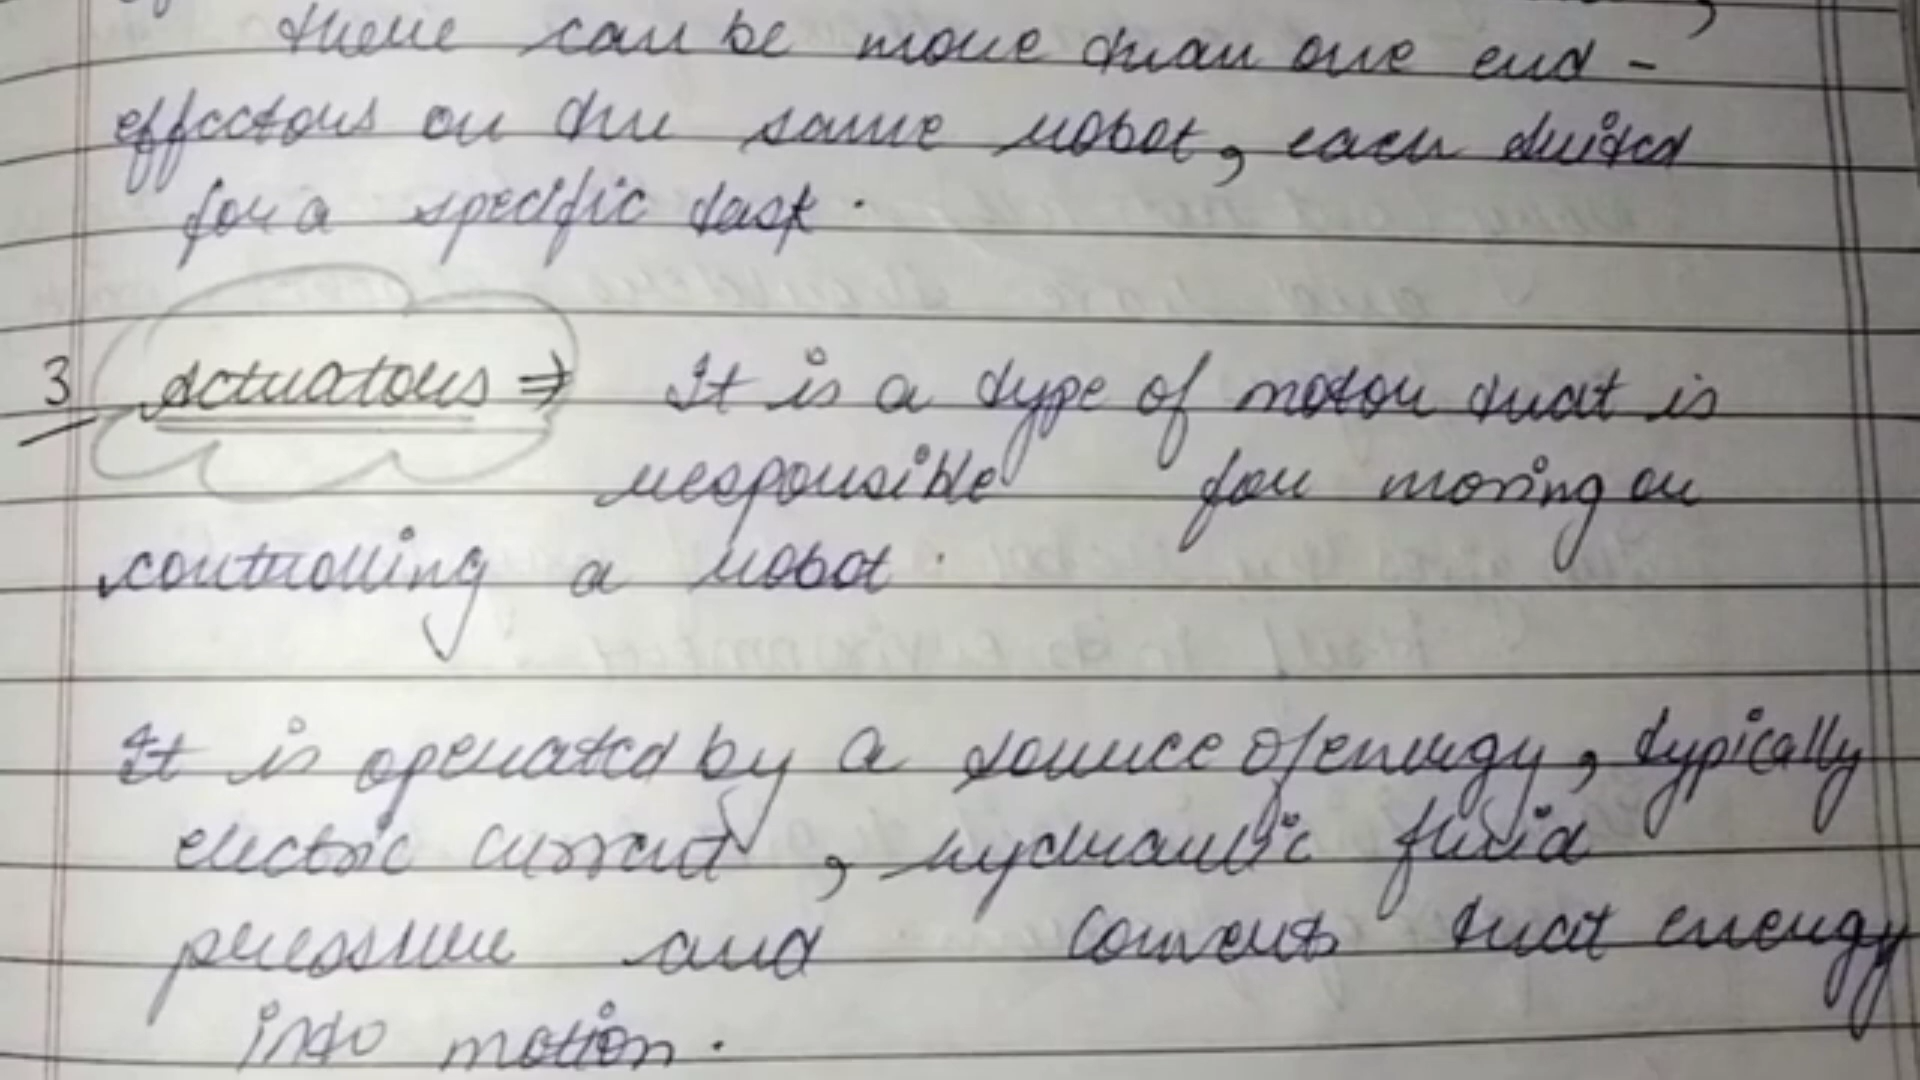 there can be more than one end-
effectors on the same robot, each suited
for a specific task.
3 Actuators ⇒ It is a type of motor that is
responsible for moving or
controlling a robot.
It is operated by a source of energy, typically
electric current, hydraulic fluid
pressure and converts that energy
into motion.